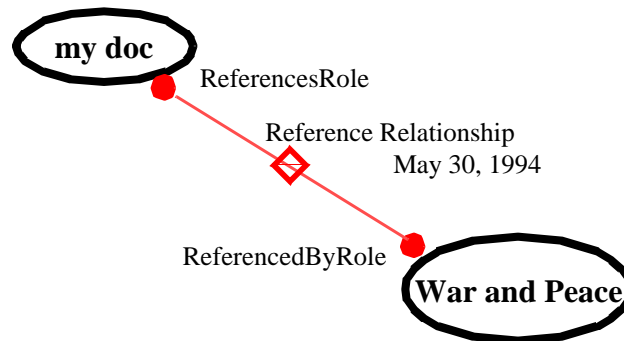 my doc
ReferencesRole
Reference Relationship
May 30, 1994
ReferencedByRole
War and Peace